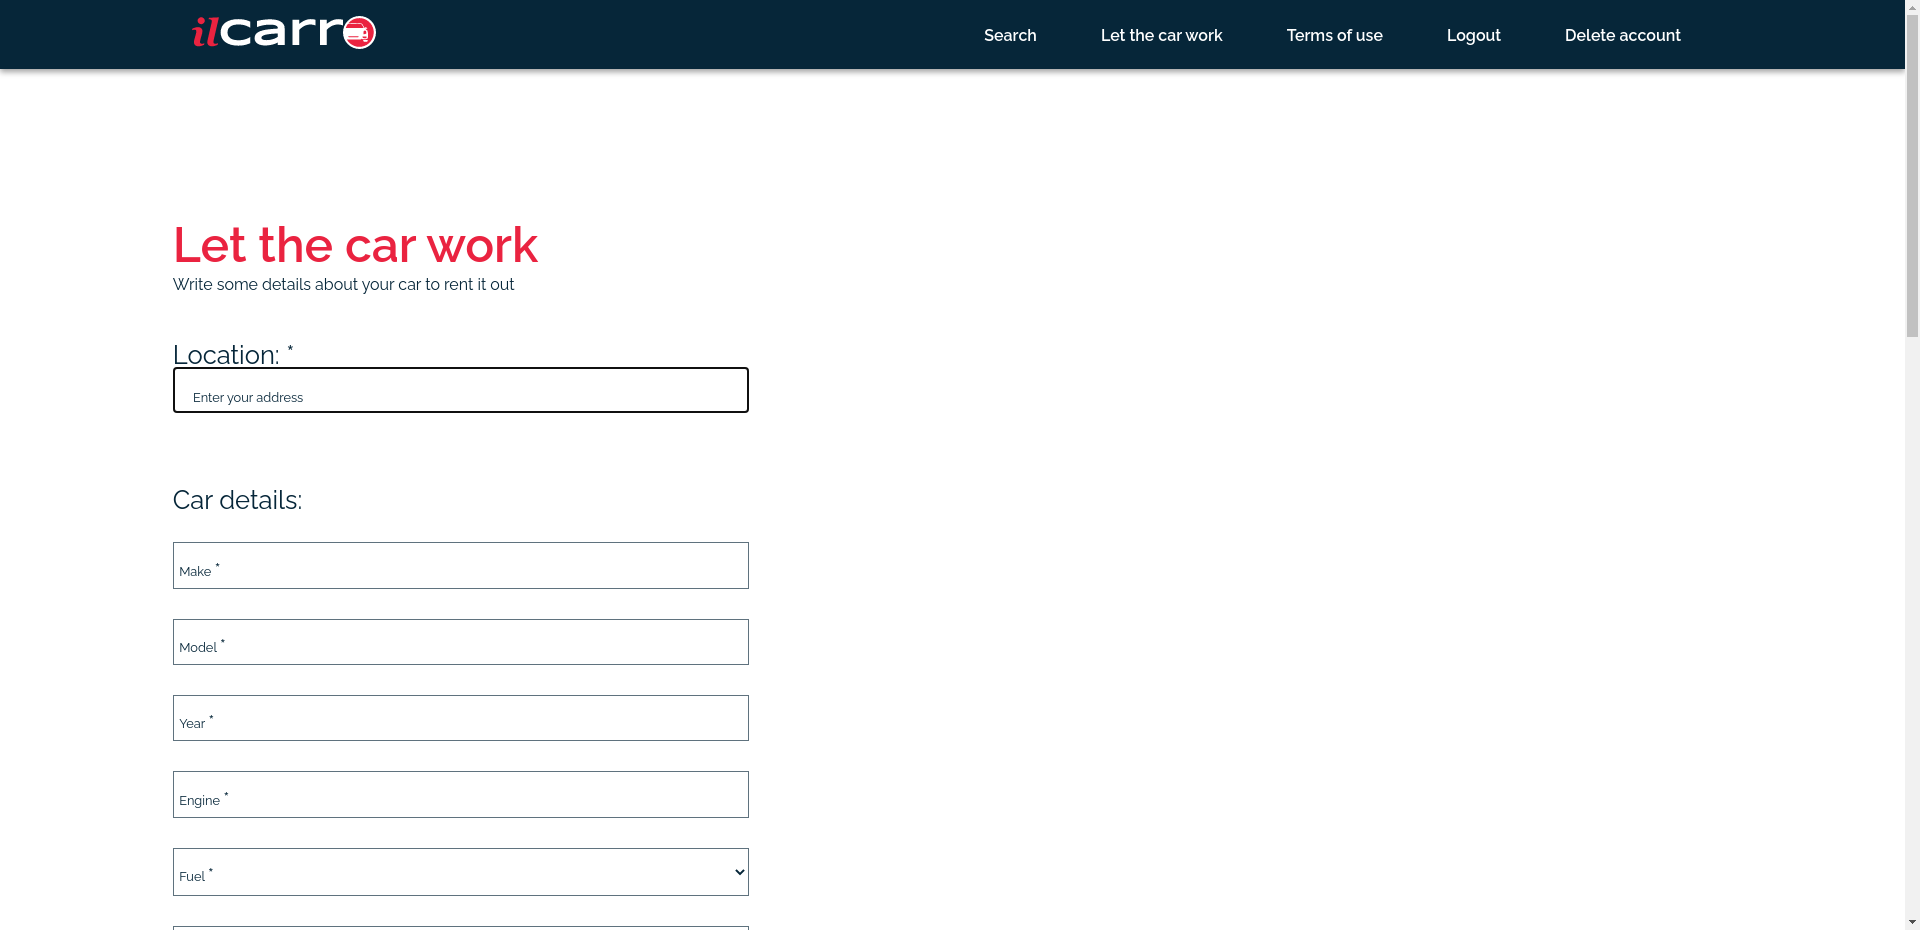 ilcarro
Search Let the car work Terms of use Logout Delete account
Let the car work
Write some details about your car to rent it out
Location: *
Enter your address
Car details:
Make *
Model *
Year *
Engine *
Fuel *